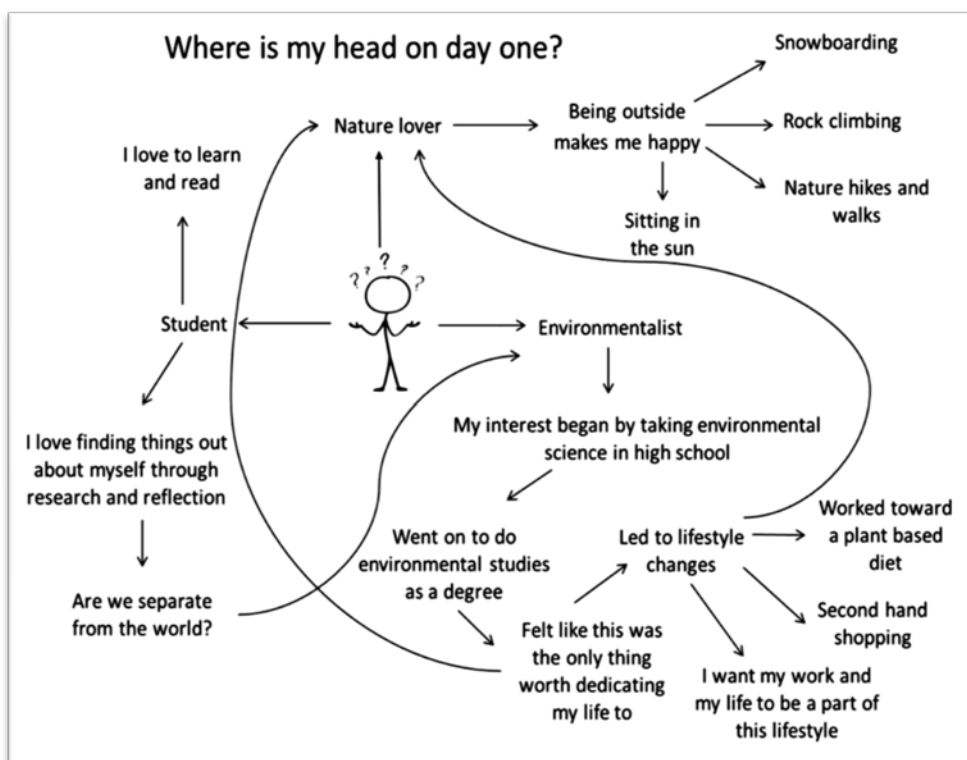 Where is my head on day one?
Snowboarding
Nature lover
Being outside
makes me happy
Rock climbing
I love to learn
and read
Nature hikes and
walks
Sitting in
the sun
? ? ? ? ?
Student
Environmentalist
My interest began by taking environmental
science in high school
I love finding things out
about myself through
research and reflection
Went on to do
environmental studies
as a degree
Led to lifestyle
changes
Worked toward
a plant based
diet
Are we separate
from the world?
Second hand
shopping
Felt like this was
the only thing
worth dedicating
my life to
I want my work and
my life to be a part of
this lifestyle